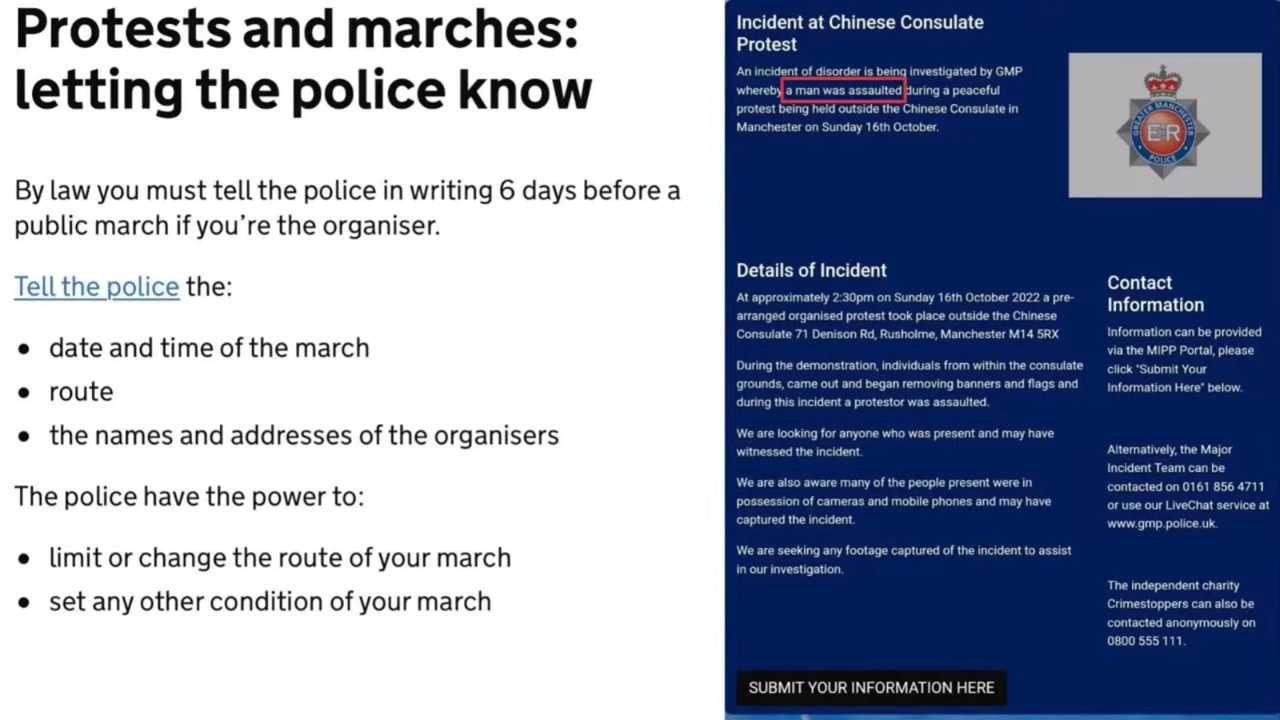 Protests and marches:
letting the police know
By law you must tell the police in writing 6 days before a
public march if you're the organiser.
Tell the police the:
• date and time of the march
• route
• the names and addresses of the organisers
The police have the power to:
• limit or change the route of your march
• set any other condition of your march
Incident at Chinese Consulate
Protest
An incident of disorder is being investigated by GMP
whereby a man was assaulted during a peaceful
protest being held outside the Chinese Consulate in
Manchester on Sunday 16th October.
GREATER MANCHESTER
EIIR
POLICE
Details of Incident
At approximately 2:30pm on Sunday 16th October 2022 a pre-
arranged organised protest took place outside the Chinese
Consulate 71 Denison Rd, Rusholme, Manchester M14 5RX
During the demonstration, individuals from within the consulate
grounds, came out and began removing banners and flags and
during this incident a protestor was assaulted.
We are looking for anyone who was present and may have
witnessed the incident.
We are also aware many of the people present were in
possession of cameras and mobile phones and may have
captured the incident.
We are seeking any footage captured of the incident to assist
in our investigation.
Contact
Information
Information can be provided
via the MIPP Portal, please
click "Submit Your
Information Here" below.
Alternatively, the Major
Incident Team can be
contacted on 0161 856 4711
or use our LiveChat service at
www.gmp.police.uk.
The independent charity
Crimestoppers can also be
contacted anonymously on
0800 555 111.
SUBMIT YOUR INFORMATION HERE